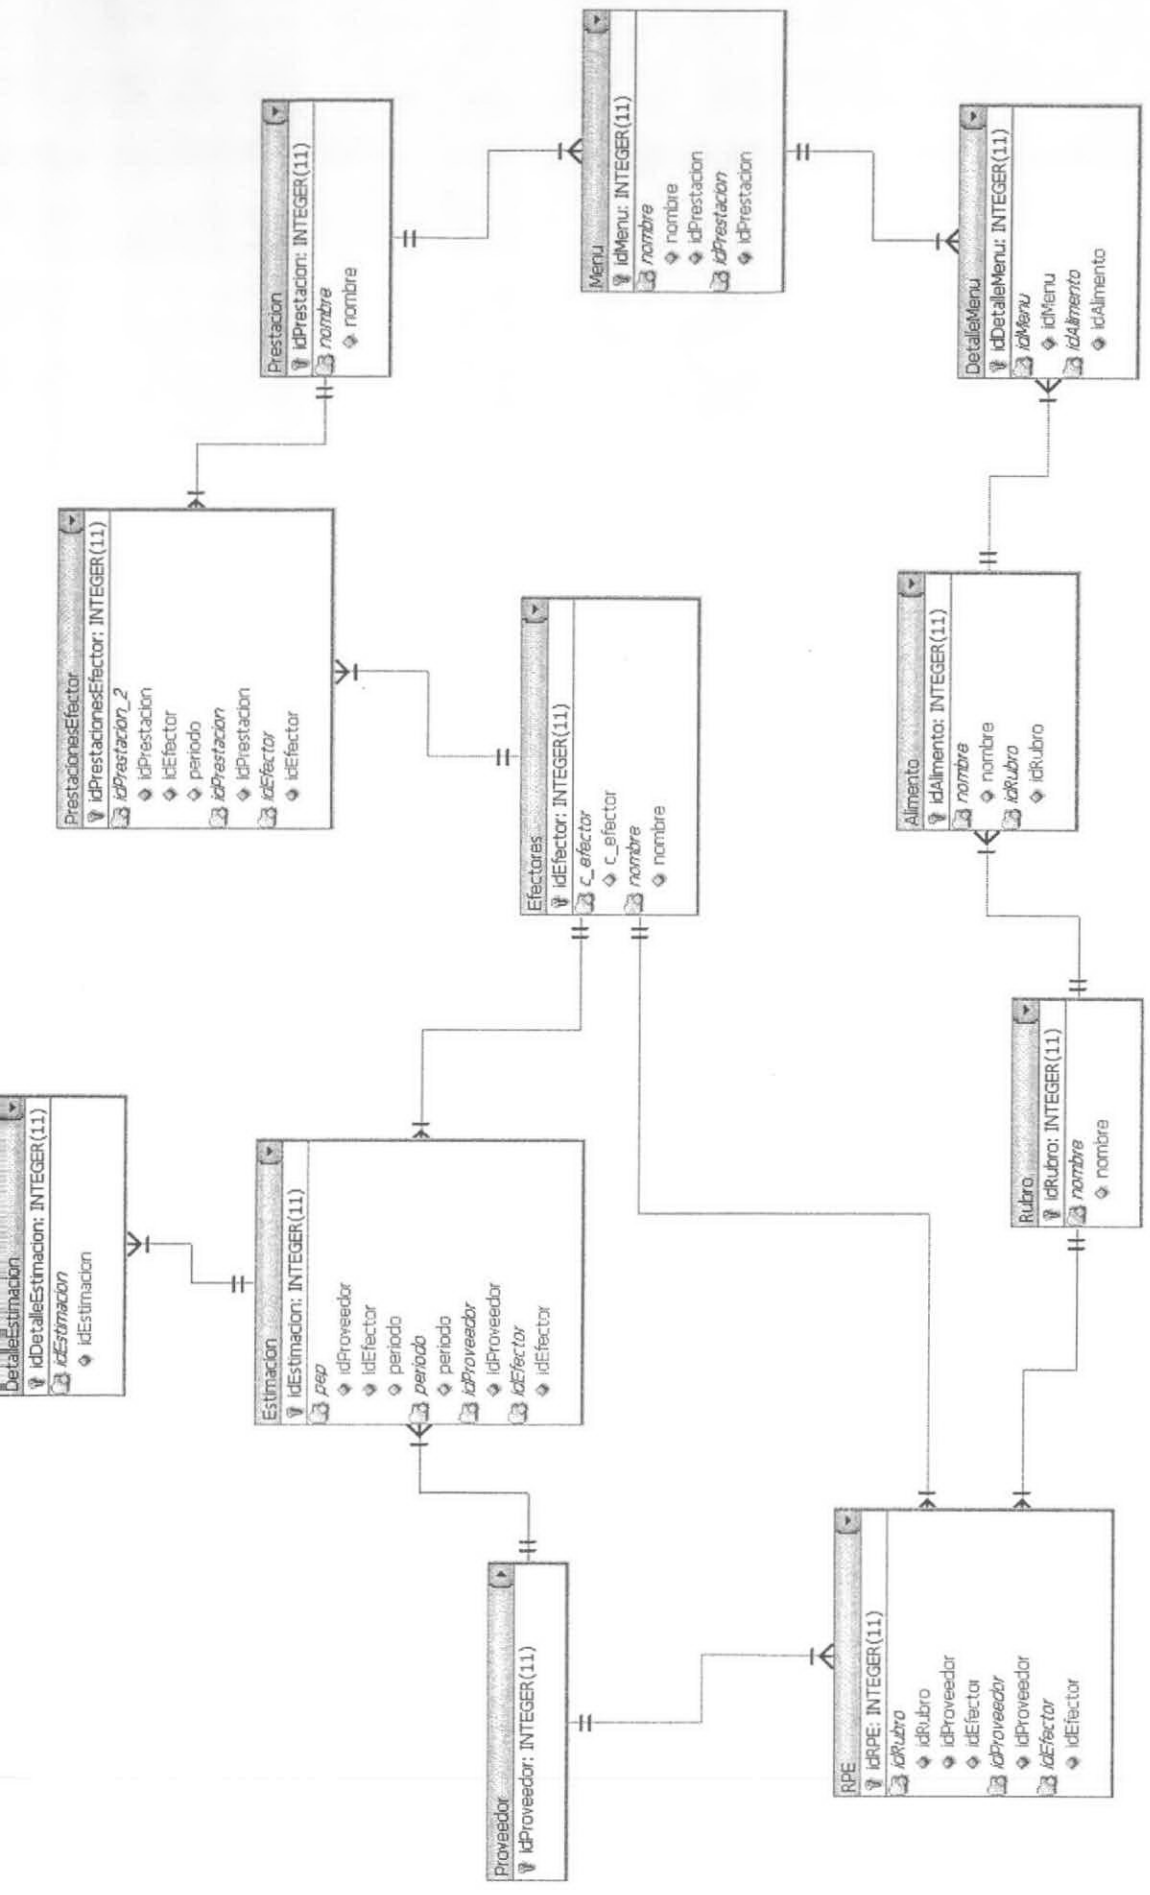 DetalleEstimacion
idDetalleEstimacion: INTEGER(11)
idEstimacion
idEstimacion
PrestacionesEfector
idPrestacionesEfector: INTEGER(11)
idPrestacion_2
idPrestacion
idEfector
periodo
idPrestacion
idPrestacion
idEfector
idEfector
Prestacion
idPrestacion: INTEGER(11)
nombre
nombre
Estimacion
idEstimacion: INTEGER(11)
pep
idProveedor
idEfector
periodo
periodo
periodo
idProveedor
idProveedor
idEfector
idEfector
Efectores
idEfector: INTEGER(11)
c_efector
c_efector
nombre
nombre
Menu
idMenu: INTEGER(11)
nombre
nombre
idPrestacion
idPrestacion
idPrestacion
Proveedor
idProveedor: INTEGER(11)
RPE
idRPE: INTEGER(11)
idRubro
idRubro
idProveedor
idEfector
idProveedor
idProveedor
idEfector
idEfector
Rubro
idRubro: INTEGER(11)
nombre
nombre
Alimento
idAlimento: INTEGER(11)
nombre
nombre
idRubro
idRubro
DetalleMenu
idDetalleMenu: INTEGER(11)
idMenu
idMenu
idAlimento
idAlimento